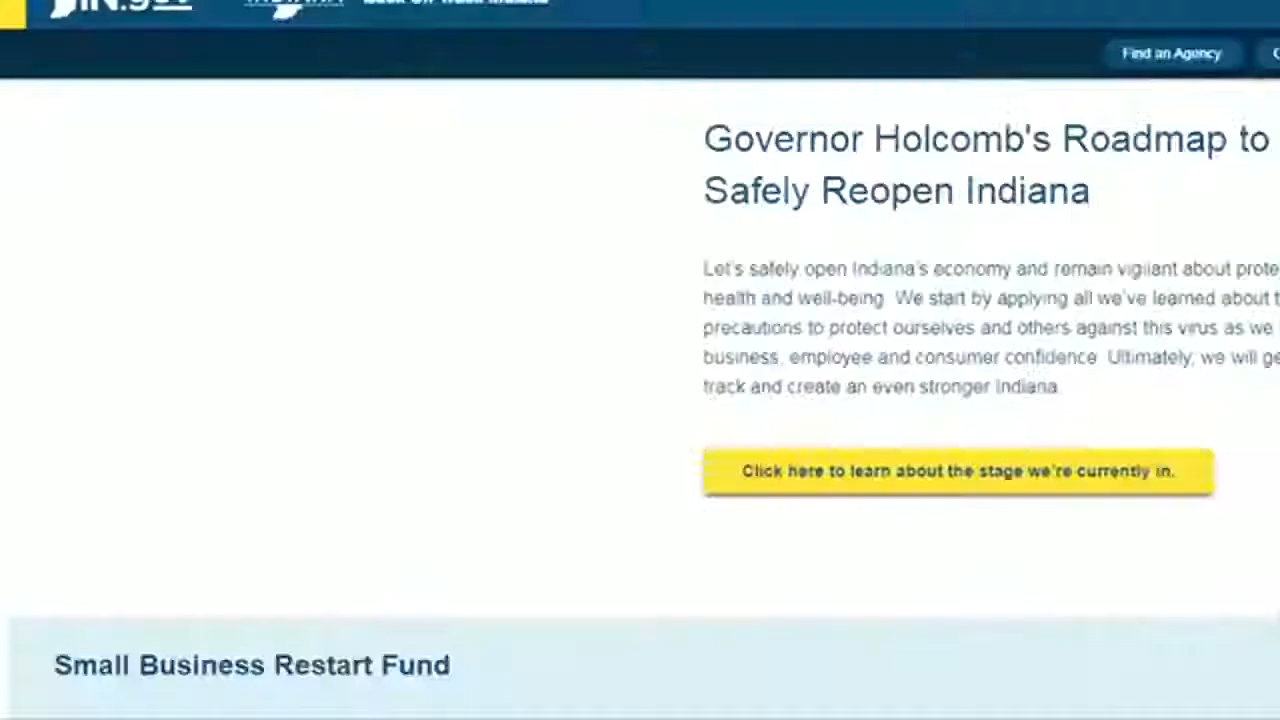 IN.gov
Find an Agency
Governor Holcomb's Roadmap to
Safely Reopen Indiana
Let's safely open Indiana's economy and remain vigilant about prote
health and well-being. We start by applying all we've learned about t
precautions to protect ourselves and others against this virus as we
business, employee and consumer confidence. Ultimately, we will ge
track and create an even stronger Indiana.
Click here to learn about the stage we're currently in.
Small Business Restart Fund